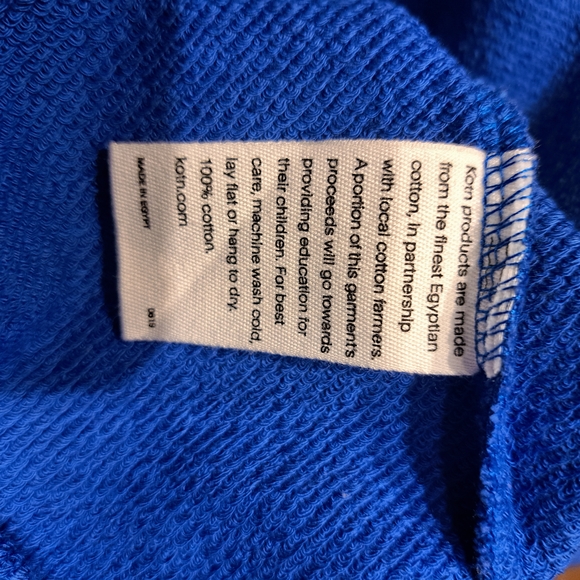 Kotn products are made
from the finest Egyptian
cotton, in partnership
with local cotton farmers.
A portion of this garment's
proceeds will go towards
providing education for
their children. For best
care, machine wash cold,
lay flat or hang to dry.
100% cotton.
kotn.com
MADE IN EGYPT 0619